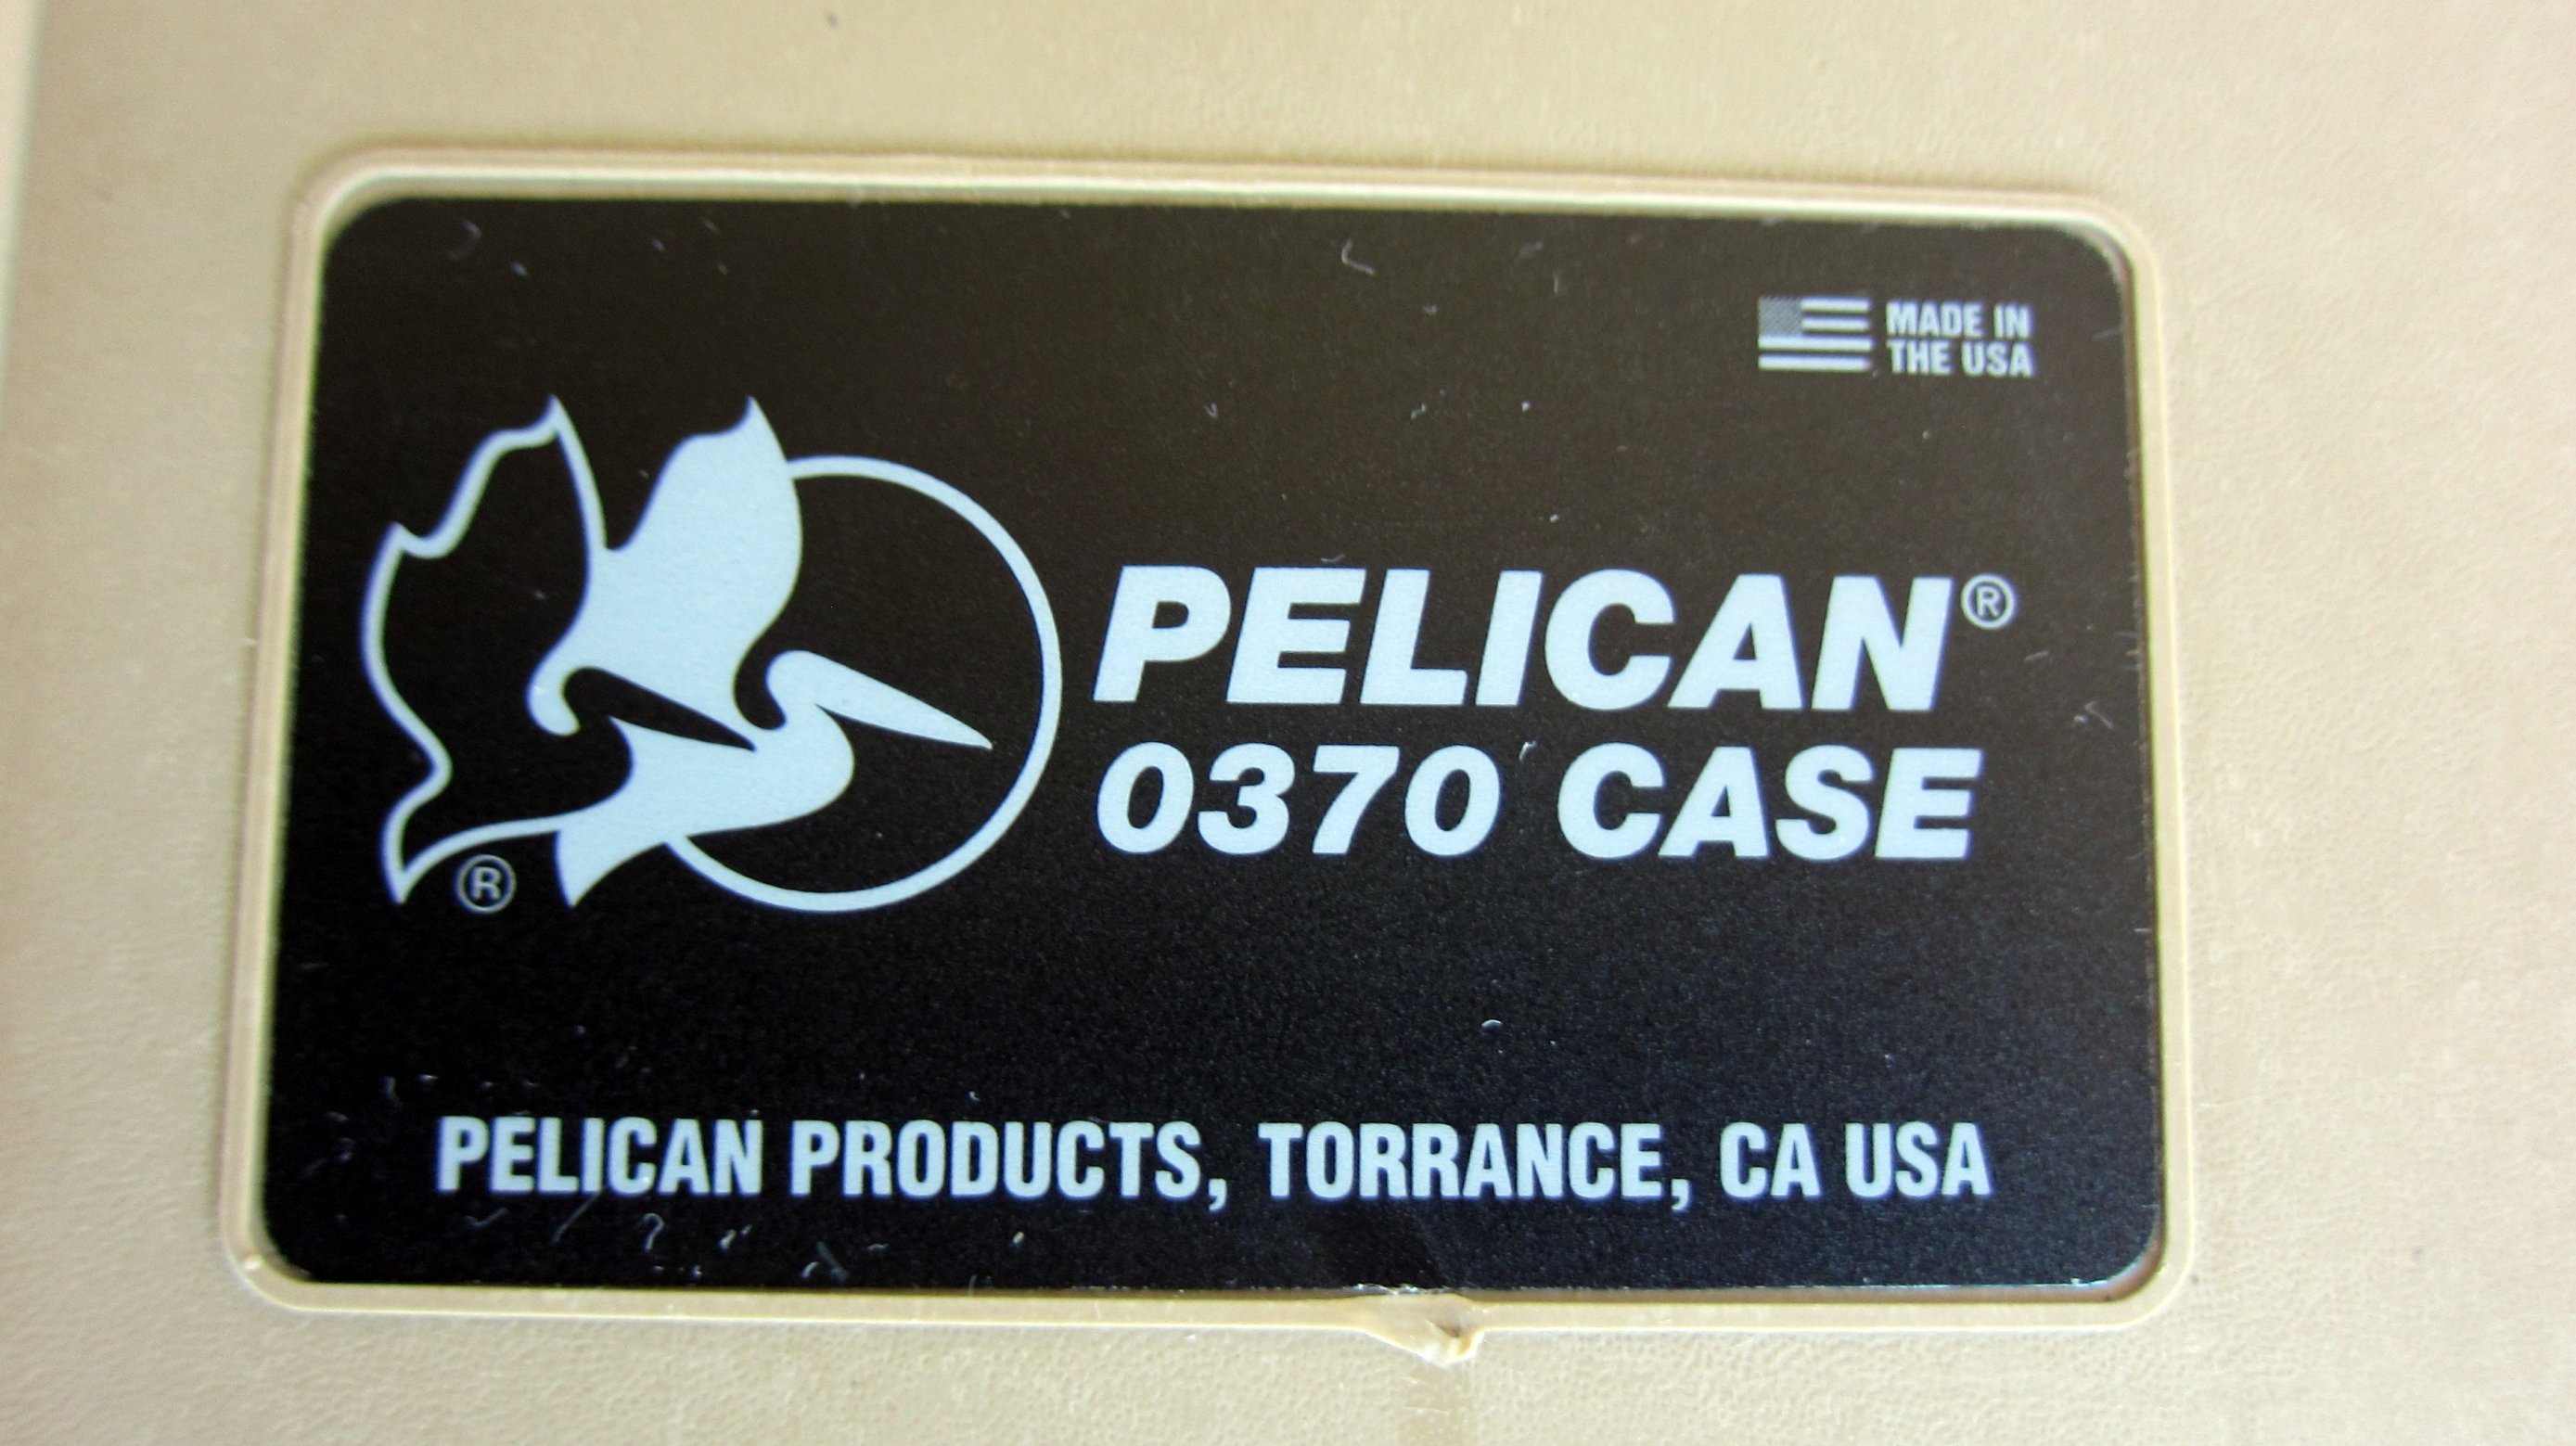 MADE IN
THE USA
PELICAN®
0370 CASE
®
PELICAN PRODUCTS, TORRANCE, CA USA